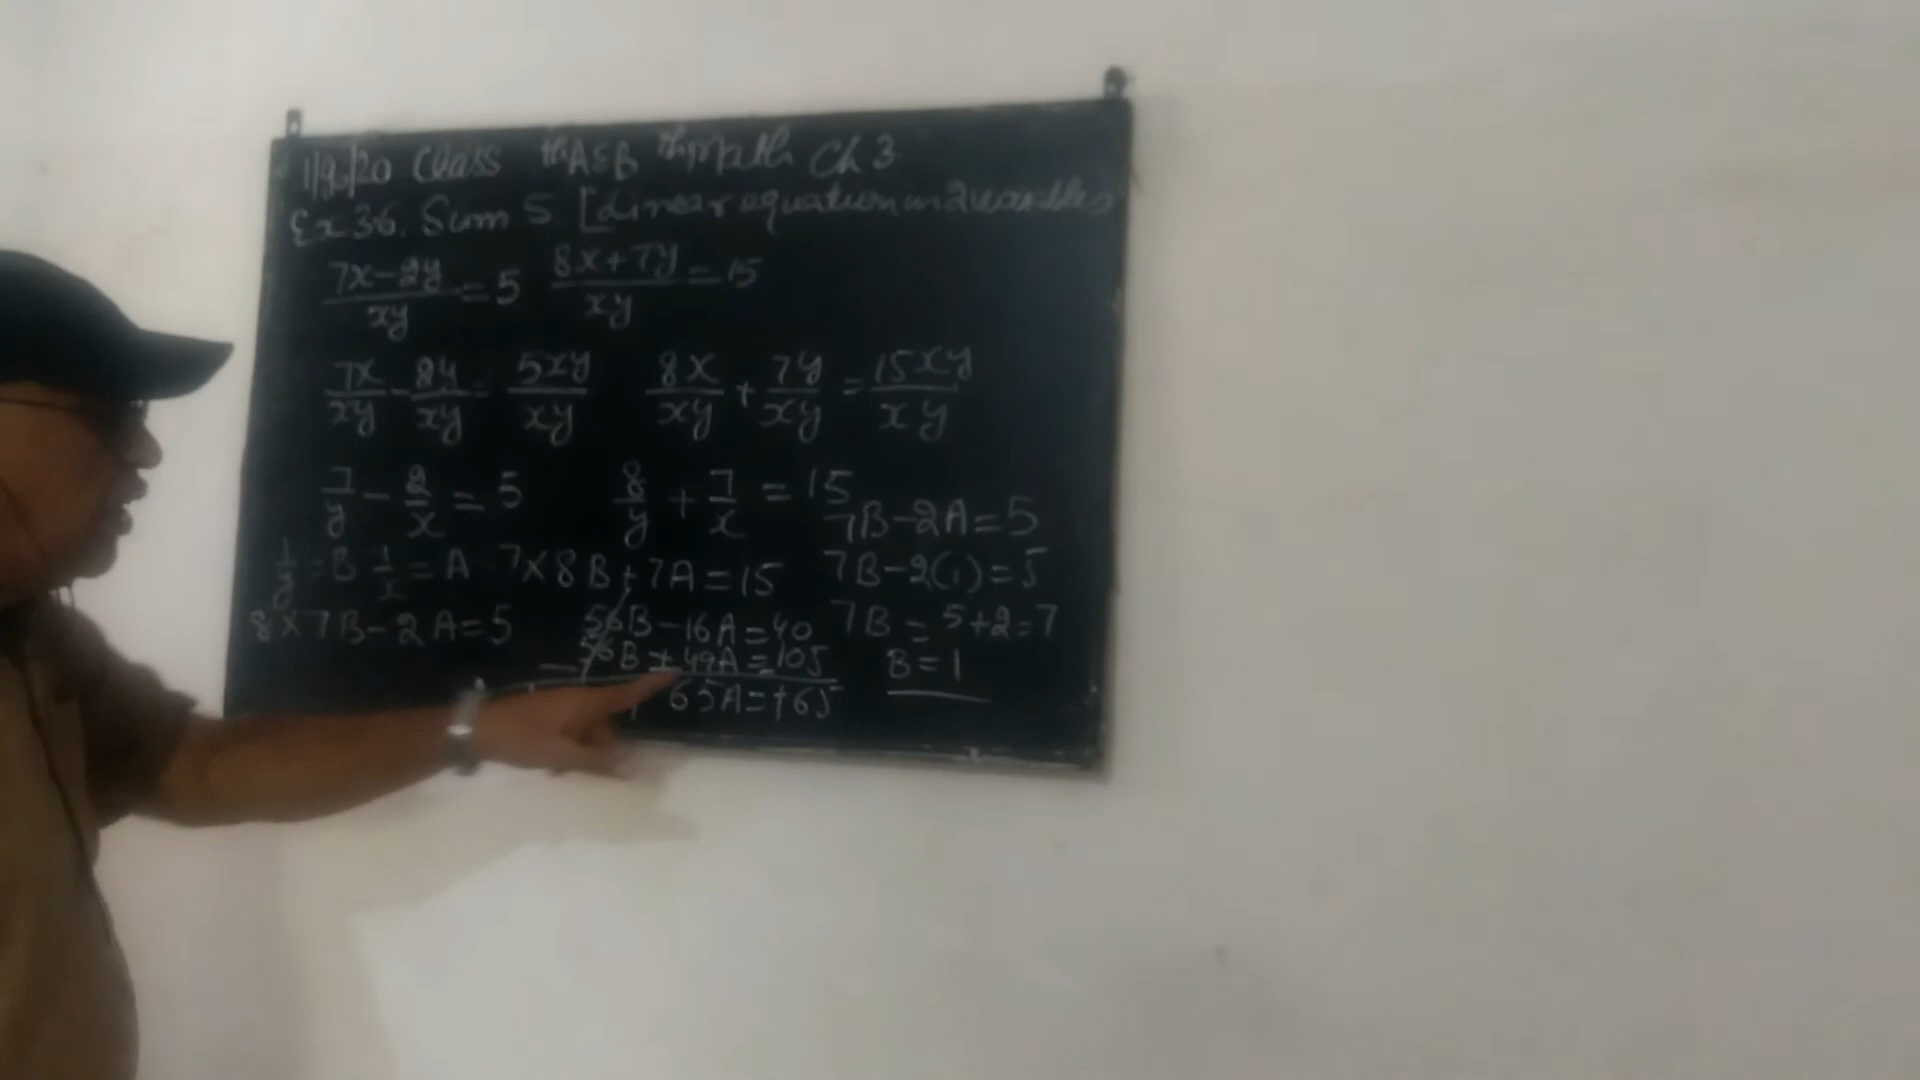 Class A & B Math Ch 3
Ex 36. Sum 5 [Linear equation in 2 variables
7x-2y/xy = 5 8x+7y/xy = 15
7x/xy - 2y/xy = 5xy/xy 8x/xy + 7y/xy = 15xy/xy
7/y - 2/x = 5 8/y + 7/x = 15
1/y = B 1/x = A
8×7B-2A=5
7×8B+7A=15
56B-16A=40
56B+49A=105
65A=+65
7B-2A=5
7B-2(1)=5
7B = 5+2=7
B=1